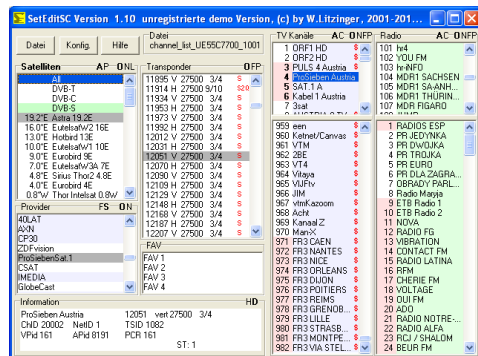 SetEditSC Version 1.10 unregistrierte demo Version, (c) by W.Litzinger, 2001-201...
Datei Konfig. Hilfe
Datei
channel_list_UE55C7700_1001
Satelliten AP ONL
All
DVB-T
DVB-C
DVB-S
19.2°E Astra 19.2E
16.0°E EutelsatW2 16E
13.0°E Hotbird 13E
10.0°E EutelsatW1 10E
9.0°E Eurobird 9E
7.0°E EutelsatW3A 7E
4.8°E Sirius Thor2 4.8E
4.0°E Eurobird 4E
0.8°W Thor Intelsat 0.8W
Transponder OFP
11895 V 27500 3/4 S
11914 H 27500 9/10 S20
11934 V 27500 3/4 S
11953 H 27500 3/4 S
11973 V 27500 3/4 S
11992 H 27500 3/4 S
12012 V 27500 3/4 S
12031 H 27500 3/4 S
12051 V 27500 3/4 S
12070 H 27500 3/4 S
12090 V 27500 3/4 S
12109 H 27500 3/4 S
12129 V 27500 3/4 S
12148 H 27500 3/4 S
12168 V 27500 3/4 S
12187 H 27500 3/4 S
12207 V 27500 3/4 S
Provider FS ON
40LAT
AXN
CP30
ZDFvision
ProSiebenSat.1
CSAT
IMEDIA
GlobeCast
FAV
FAV 1
FAV 2
FAV 3
FAV 4
Information HD
ProSieben Austria 12051 vert 27500 3/4
ChID 20002 NetID 1 TSID 1082
VPid 161 APid 8191 PCR 161
ST: 1
TV Kanäle AC ONFP
1 ORF1 HD $
2 ORF2 HD $
3 PULS 4 Austria $
4 ProSieben Austria
5 SAT.1 A
6 Kabel 1 Austria
7 3sat
959 een $
960 Ketnet/Canvas $
961 VTM $
962 2BE $
963 VT4 $
964 Vitaya $
965 VIJFtv $
966 JIM $
967 vtmKazoom $
968 Acht $
969 Kanaal Z $
970 Man-X $
971 FR3 CAEN $
972 FR3 NANTES $
973 FR3 NICE $
974 FR3 ORLEANS $
975 FR3 DIJON $
976 FR3 POITIERS $
977 FR3 REIMS $
978 FR3 GRENOB... $
979 FR3 LILLE $
980 FR3 STRASB... $
981 FR3 MONTPE... $
982 FR3 VIA STEL... $
Radio AC ONFP
101 hr4
102 YOU FM
103 hr-iNFO
104 MDR1 SACHSEN
105 MDR1 SA-ANH...
106 MDR1 THÜRIN...
107 MDR FIGARO
1 RADIOS ESP
2 PR JEDYNKA
3 PR DWOJKA
4 PR TROJKA
5 PR EURO
6 PR DLA ZAGRA...
7 OBRADY PARL...
8 Radio Maryja
9 ETB Radio 1
10 ETB Radio 2
11 NOVA
12 RADIO FG
13 VIBRATION
14 CONTACT FM
15 RADIO LATINA
16 RFM
17 CHERIE FM
18 VOLTAGE
19 OUI FM
20 ADO
21 RADIO NOTRE-...
22 RADIO ALFA
23 RCJ / SHALOM
24 BEUR FM